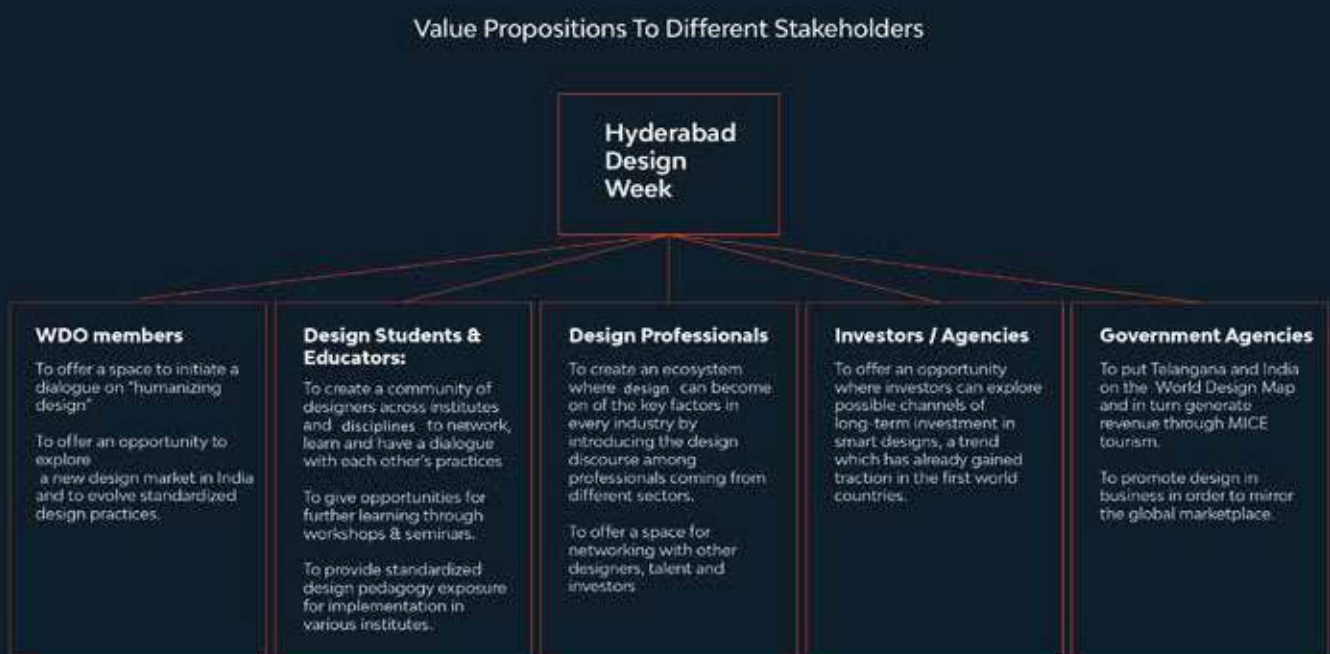 Value Propositions To Different Stakeholders
Hyderabad
Design
Week
WDO members
To offer a space to initiate a
dialogue on "humanizing
design"
To offer an opportunity to
explore
a new design market in India
and to evolve standardized
design practices.
Design Students &
Educators:
To create a community of
designers across institutes
and disciplines to network,
learn and have a dialogue
with each other's practices
To give opportunities for
further learning through
workshops & seminars.
To provide standardized
design pedagogy exposure
for implementation in
various institutes.
Design Professionals
To create an ecosystem
where design can become
on of the key factors in
every industry by
introducing the design
discourse among
professionals coming from
different sectors.
To offer a space for
networking with other
designers, talent and
investors
Investors / Agencies
To offer an opportunity
where investors can explore
possible channels of
long-term investment in
smart designs, a trend
which has already gained
traction in the first world
countries.
Government Agencies
To put Telangana and India
on the World Design Map
and in turn generate
revenue through MICE
tourism.
To promote design in
business in order to mirror
the global marketplace.